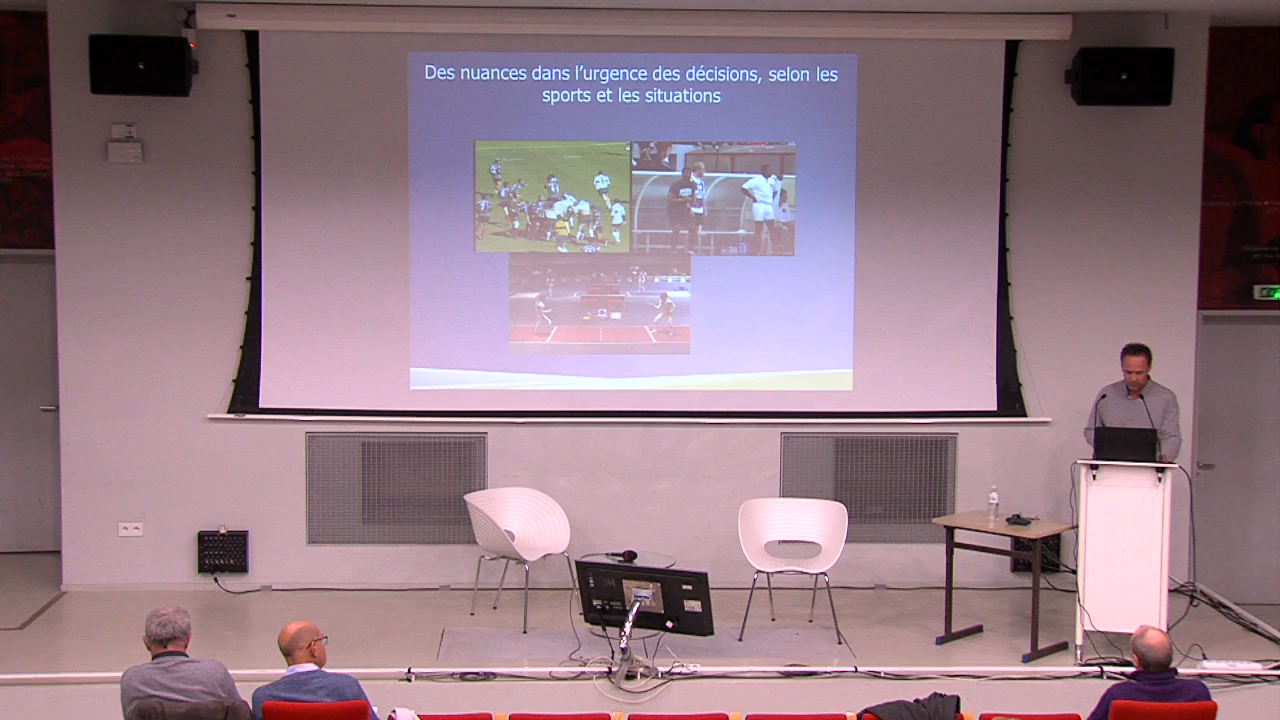 Des nuances dans l'urgence des décisions, selon les
sports et les situations